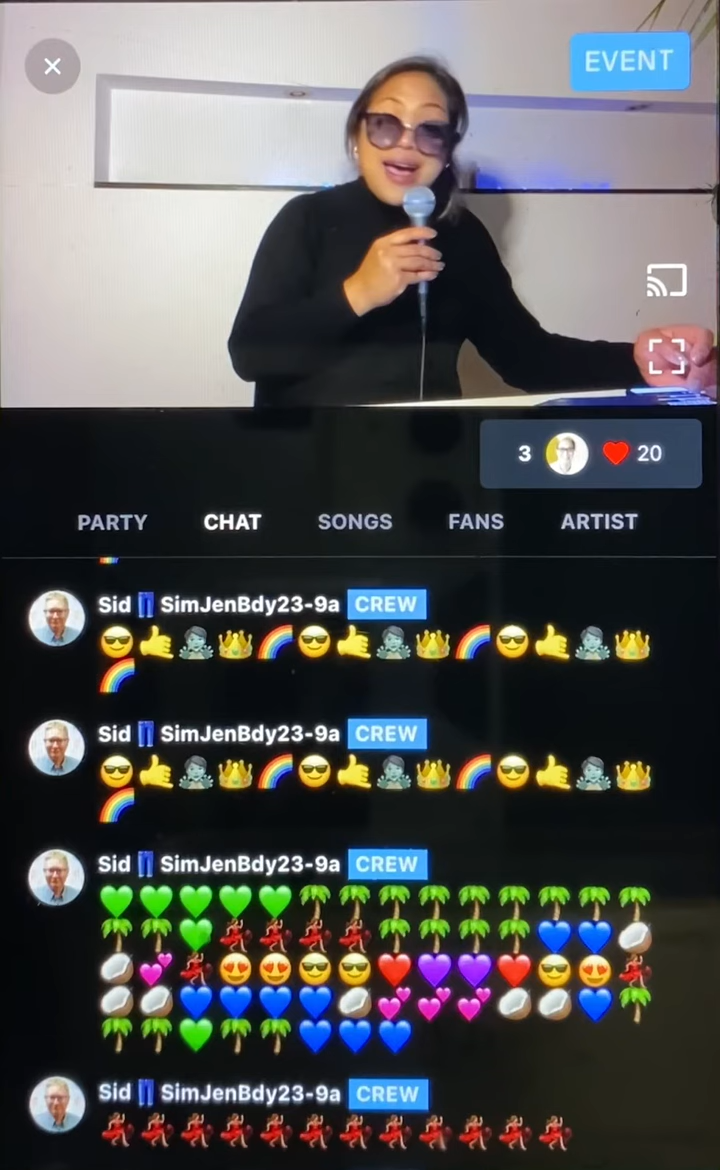 EVENT
3 20
PARTY CHAT SONGS FANS ARTIST
Sid 👖 SimJenBdy23-9a CREW
😎🤙🧟‍♀️👑🌈😎🤙🧟‍♀️👑🌈😎🤙🧟‍♀️👑
🌈
Sid 👖 SimJenBdy23-9a CREW
😎🤙🧟‍♀️👑🌈😎🤙🧟‍♀️👑🌈😎🤙🧟‍♀️👑
🌈
Sid 👖 SimJenBdy23-9a CREW
💚💚💚💚💚🌴🌴🌴🌴🌴🌴🌴🌴🌴
🌴🌴💚💃💃💃💃🌴🌴🌴🌴💙💙🥥
🥥💕💃😍😍😎😎❤️💜💜❤️😎😍💃
🥥🥥💙💙💙💙🥥💕💕💕🥥🥥💙🌴
🌴🌴💚🌴🌴💙💙💙
Sid 👖 SimJenBdy23-9a CREW
💃💃💃💃💃💃💃💃💃💃💃💃